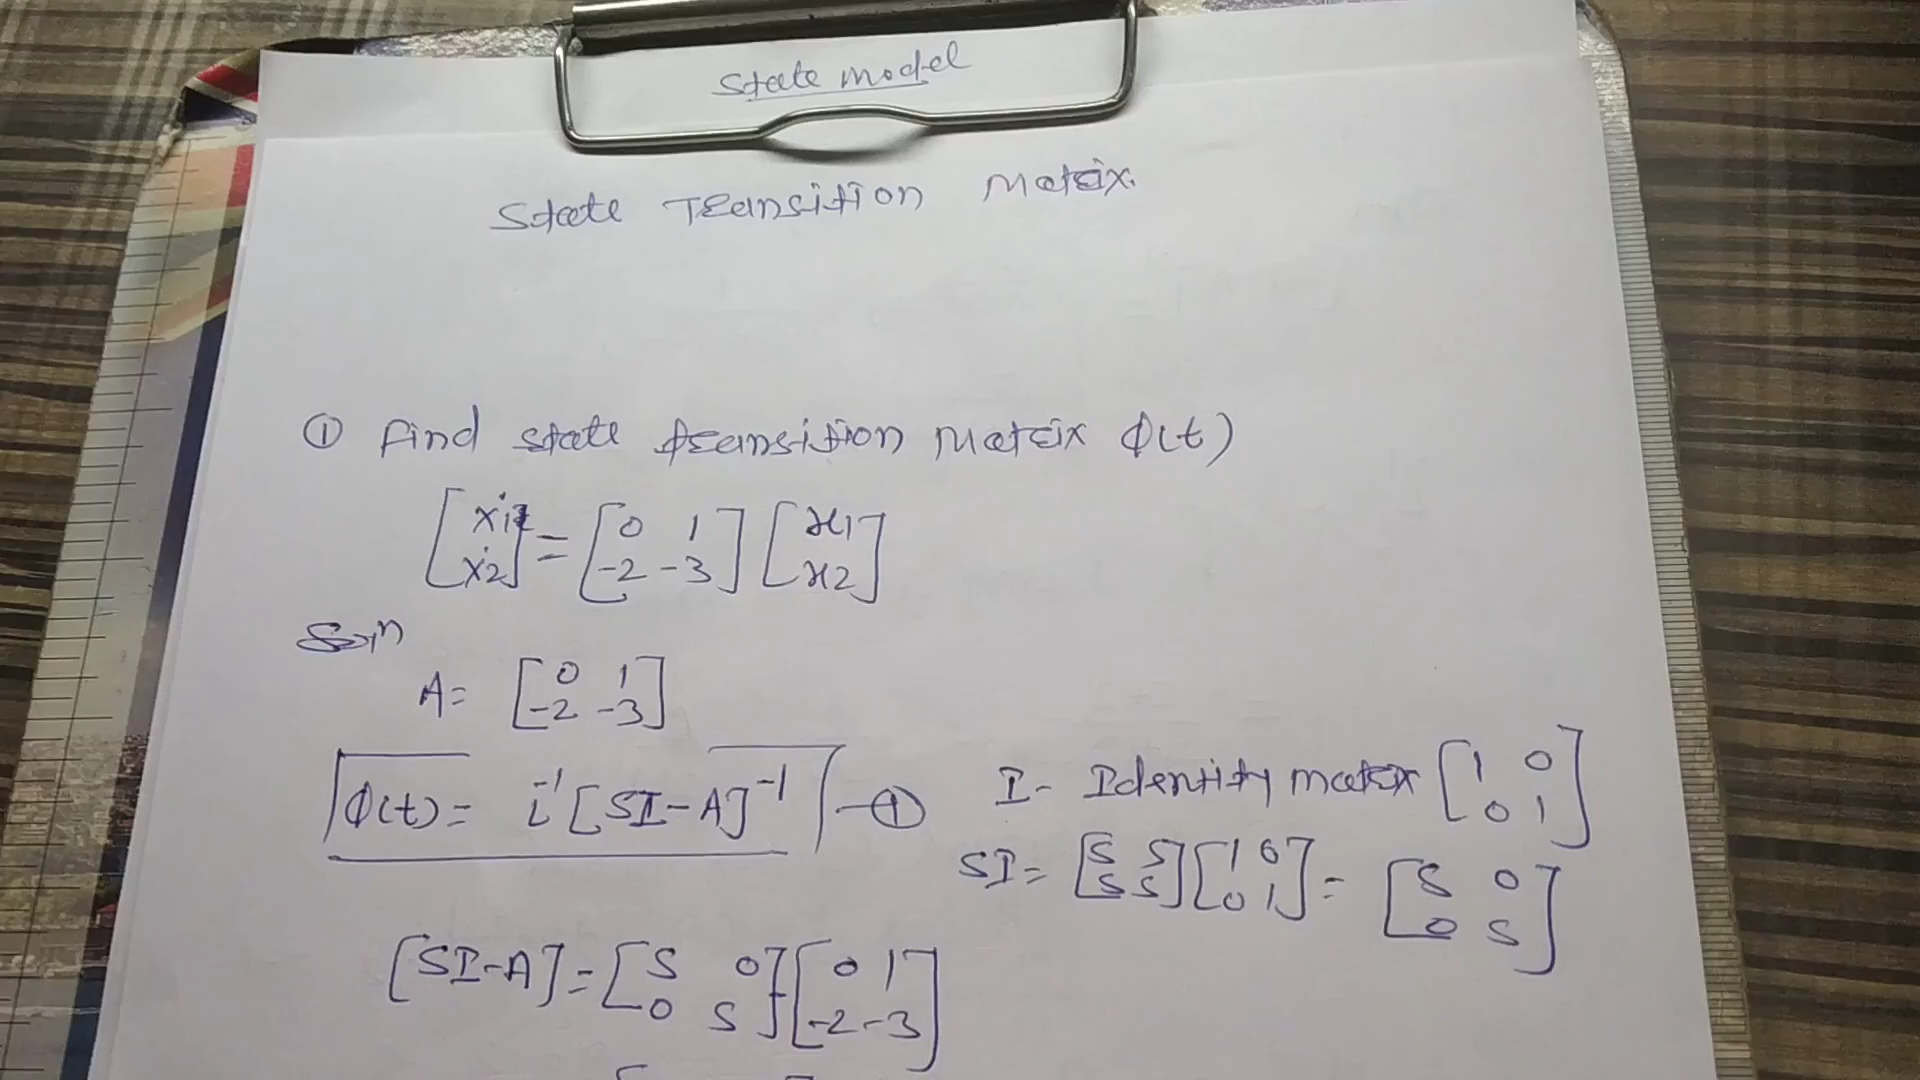 State model
State Transition Matrix.
① Find state transition Matrix ϕ(t)
[ẋ1 ẋ2] = [0 1 -2 -3] [x1 x2]
Soln
A = [0 1 -2 -3]
ϕ(t) = L⁻¹[SI-A]⁻¹ —①
I - Identity matrix [1 0 0 1]
SI = [S S S S] [1 0 0 1] = [S 0 0 S]
[SI-A] = [S 0 0 S] - [0 1 -2 -3]